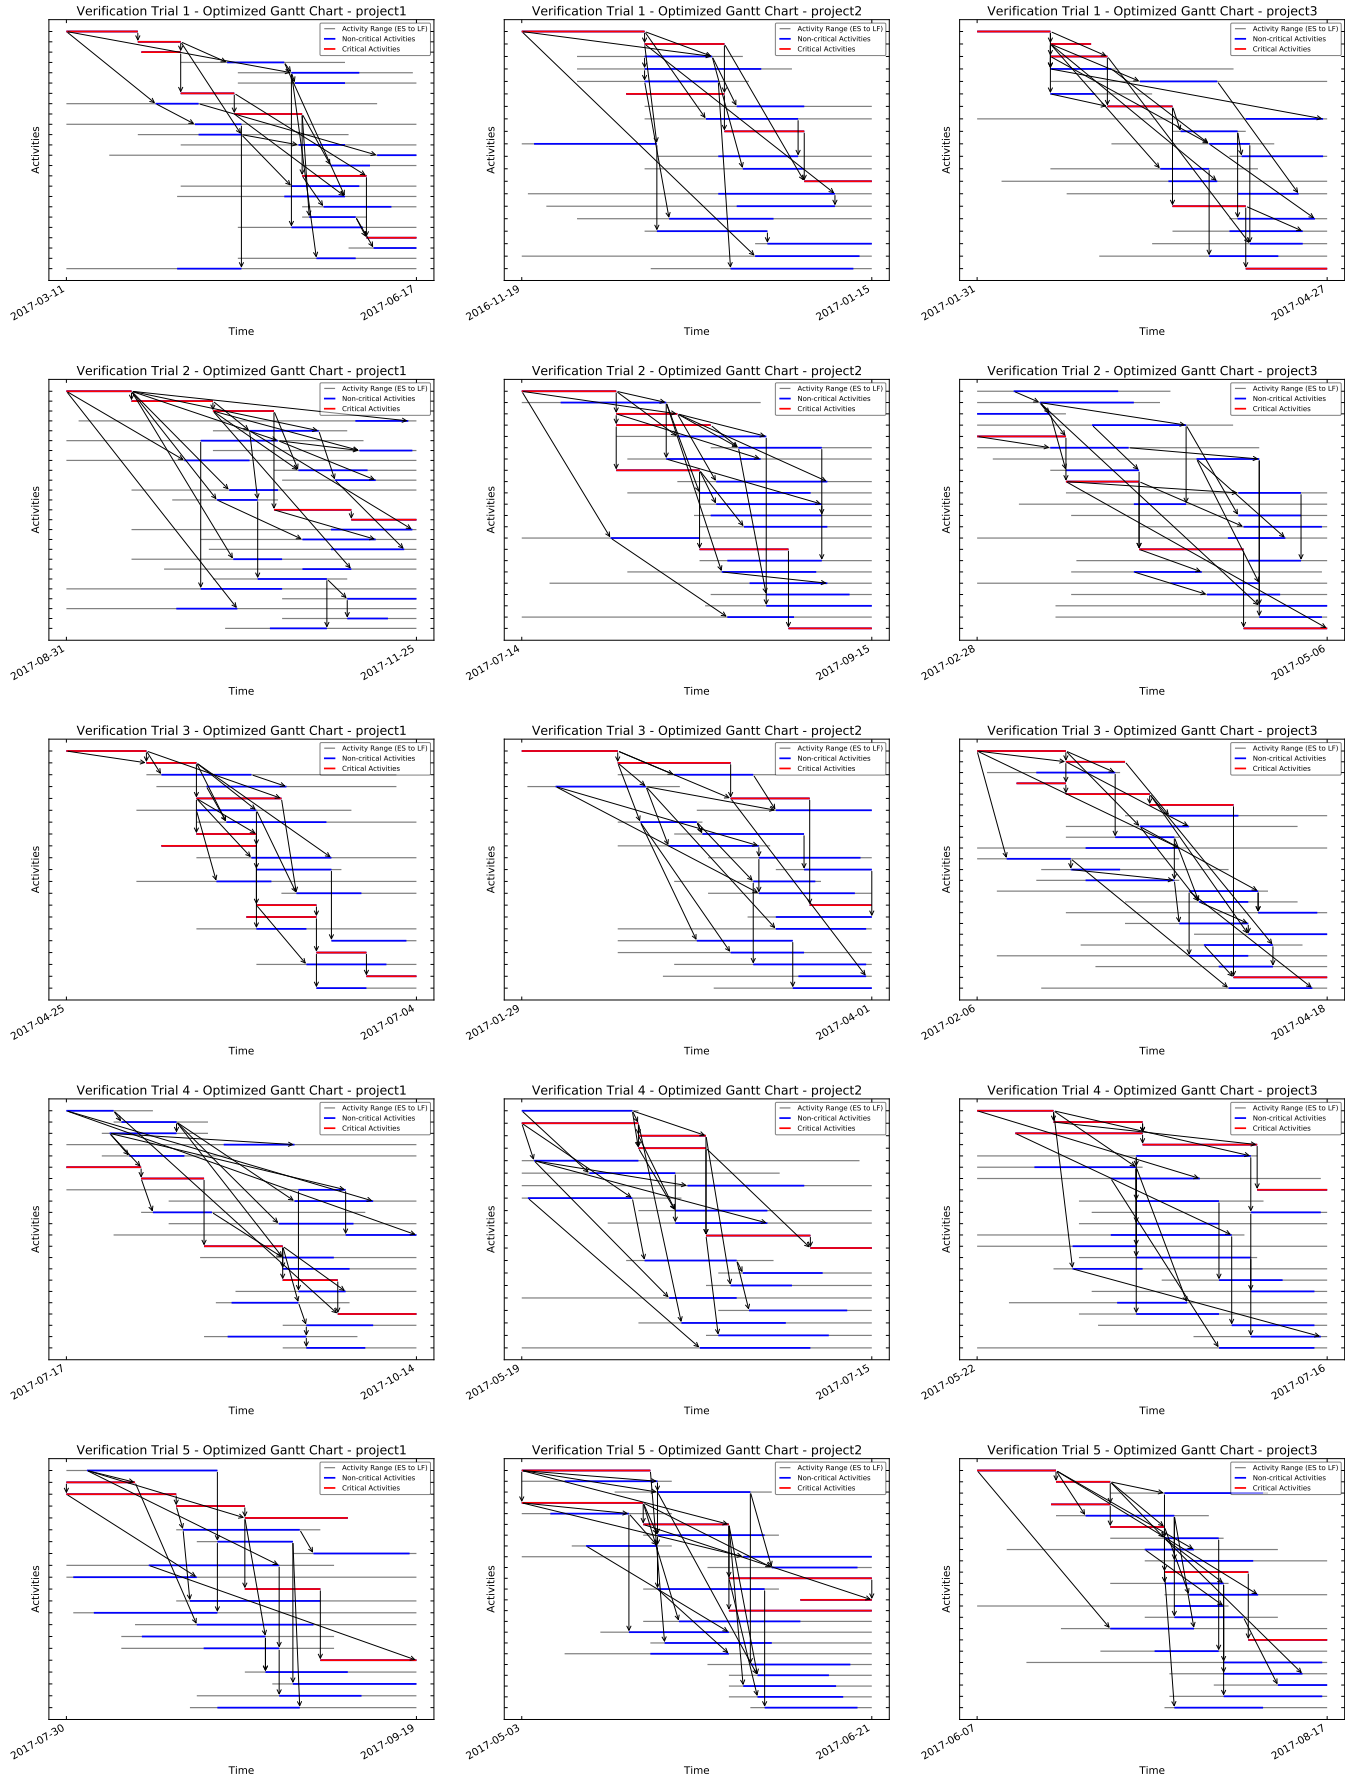 Verification Trial 1 - Optimized Gantt Chart - project1
Activity Range (ES to LF)
Non-critical Activities
Critical Activities
Activities
2017-03-11
2017-06-17
Time
Verification Trial 1 - Optimized Gantt Chart - project2
Activity Range (ES to LF)
Non-critical Activities
Critical Activities
Activities
2016-11-19
2017-01-15
Time
Verification Trial 1 - Optimized Gantt Chart - project3
Activity Range (ES to LF)
Non-critical Activities
Critical Activities
Activities
2017-01-31
2017-04-27
Time
Verification Trial 2 - Optimized Gantt Chart - project1
Activity Range (ES to LF)
Non-critical Activities
Critical Activities
Activities
2017-08-31
2017-11-25
Time
Verification Trial 2 - Optimized Gantt Chart - project2
Activity Range (ES to LF)
Non-critical Activities
Critical Activities
Activities
2017-07-14
2017-09-15
Time
Verification Trial 2 - Optimized Gantt Chart - project3
Activity Range (ES to LF)
Non-critical Activities
Critical Activities
Activities
2017-02-28
2017-05-06
Time
Verification Trial 3 - Optimized Gantt Chart - project1
Activity Range (ES to LF)
Non-critical Activities
Critical Activities
Activities
2017-04-25
2017-07-04
Time
Verification Trial 3 - Optimized Gantt Chart - project2
Activity Range (ES to LF)
Non-critical Activities
Critical Activities
Activities
2017-01-29
2017-04-01
Time
Verification Trial 3 - Optimized Gantt Chart - project3
Activity Range (ES to LF)
Non-critical Activities
Critical Activities
Activities
2017-02-06
2017-04-18
Time
Verification Trial 4 - Optimized Gantt Chart - project1
Activity Range (ES to LF)
Non-critical Activities
Critical Activities
Activities
2017-07-17
2017-10-14
Time
Verification Trial 4 - Optimized Gantt Chart - project2
Activity Range (ES to LF)
Non-critical Activities
Critical Activities
Activities
2017-05-19
2017-07-15
Time
Verification Trial 4 - Optimized Gantt Chart - project3
Activity Range (ES to LF)
Non-critical Activities
Critical Activities
Activities
2017-05-22
2017-07-16
Time
Verification Trial 5 - Optimized Gantt Chart - project1
Activity Range (ES to LF)
Non-critical Activities
Critical Activities
Activities
2017-07-30
2017-09-19
Time
Verification Trial 5 - Optimized Gantt Chart - project2
Activity Range (ES to LF)
Non-critical Activities
Critical Activities
Activities
2017-05-03
2017-06-21
Time
Verification Trial 5 - Optimized Gantt Chart - project3
Activity Range (ES to LF)
Non-critical Activities
Critical Activities
Activities
2017-06-07
2017-08-17
Time